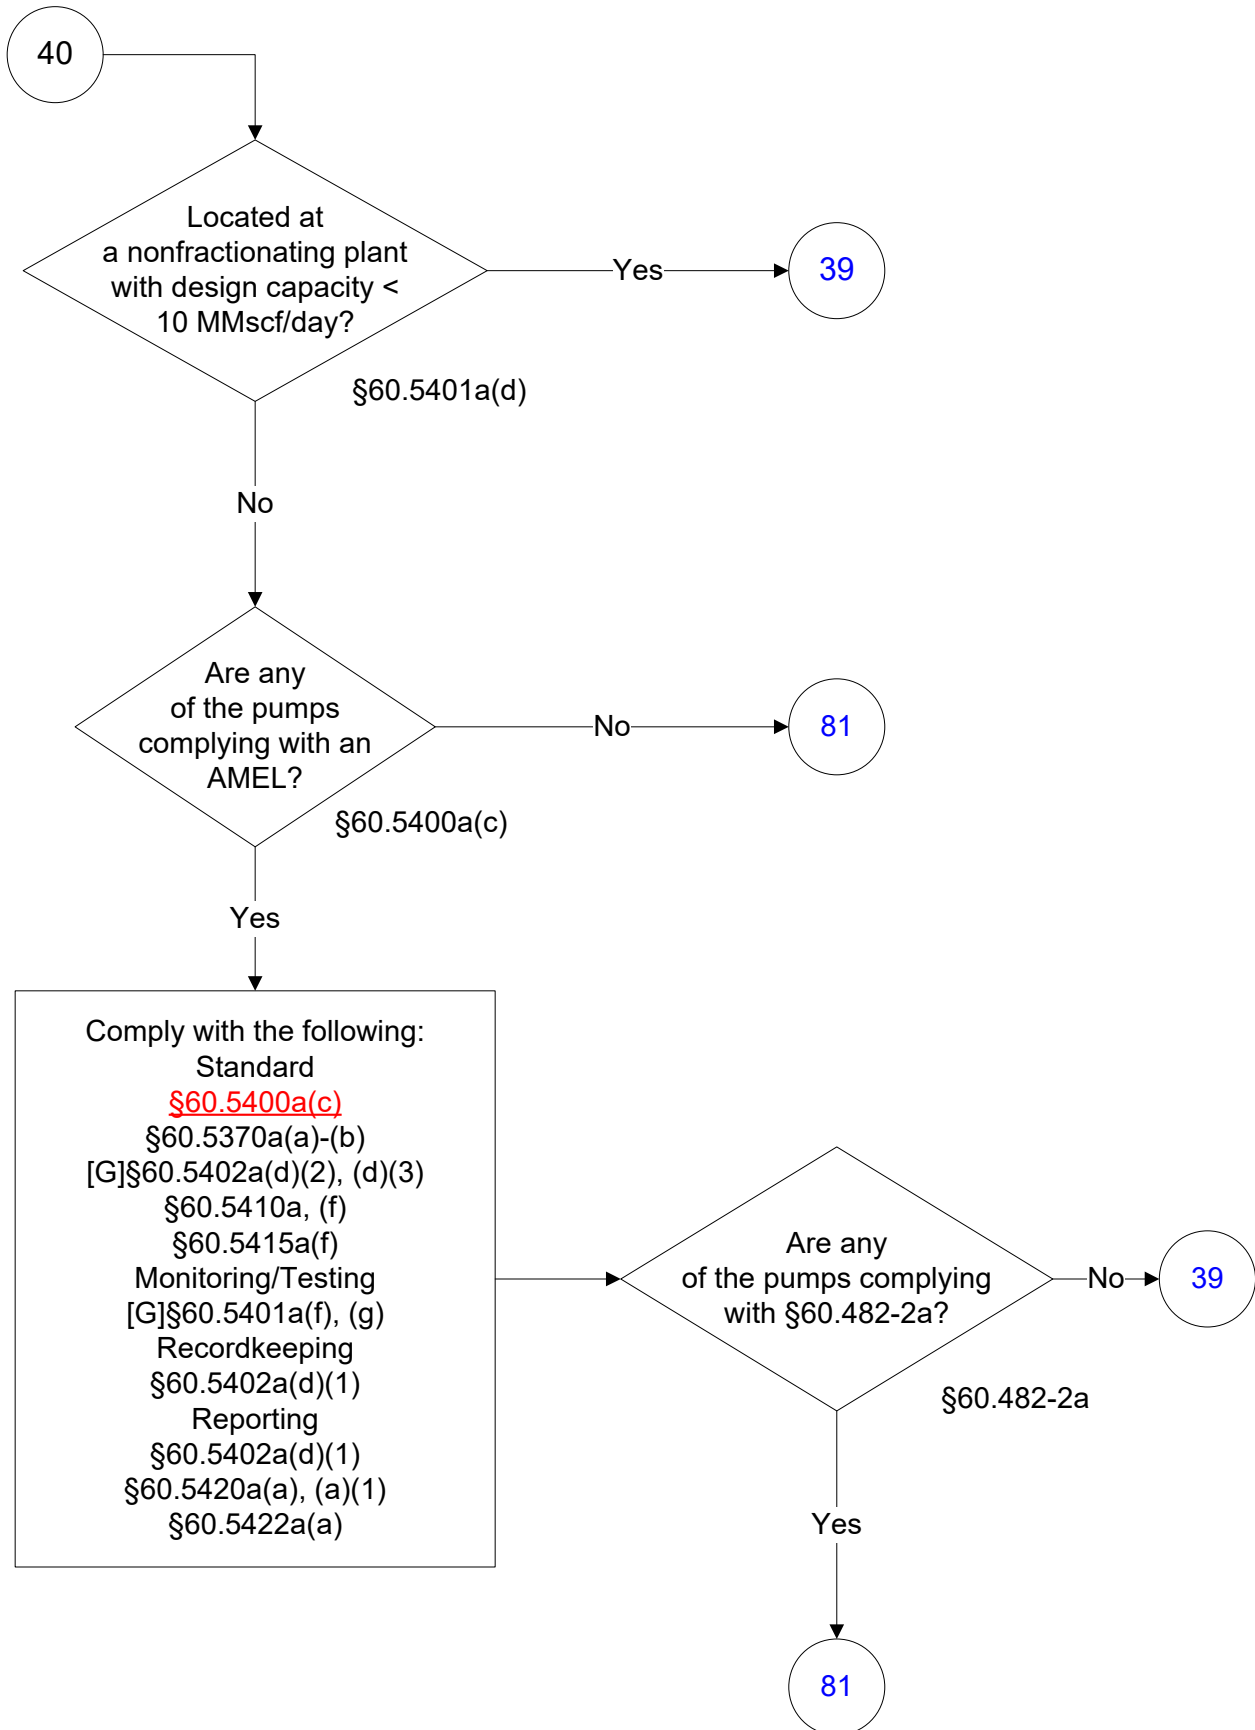 40
Located at
a nonfractionating plant
with design capacity <
10 MMscf/day?
Yes
39
§60.5401a(d)
No
Are any
of the pumps
complying with an
AMEL?
No
81
§60.5400a(c)
Yes
Comply with the following:
Standard
§60.5400a(c)
§60.5370a(a)-(b)
[G]§60.5402a(d)(2), (d)(3)
§60.5410a, (f)
§60.5415a(f)
Monitoring/Testing
[G]§60.5401a(f), (g)
Recordkeeping
§60.5402a(d)(1)
Reporting
§60.5402a(d)(1)
§60.5420a(a), (a)(1)
§60.5422a(a)
Are any
of the pumps complying
with §60.482-2a?
No
39
§60.482-2a
Yes
81